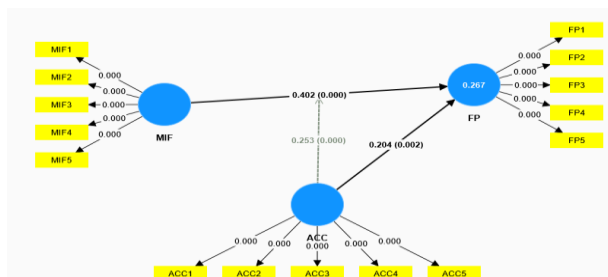 MIF1
MIF2
MIF3
MIF4
MIF5
0.000
0.000
0.000
0.000
0.000
MIF
0.402 (0.000)
0.253 (0.000)
0.204 (0.002)
0.267
FP
0.000
0.000
0.000
0.000
0.000
FP1
FP2
FP3
FP4
FP5
ACC
0.000
0.000
0.000
0.000
0.000
ACC1
ACC2
ACC3
ACC4
ACC5